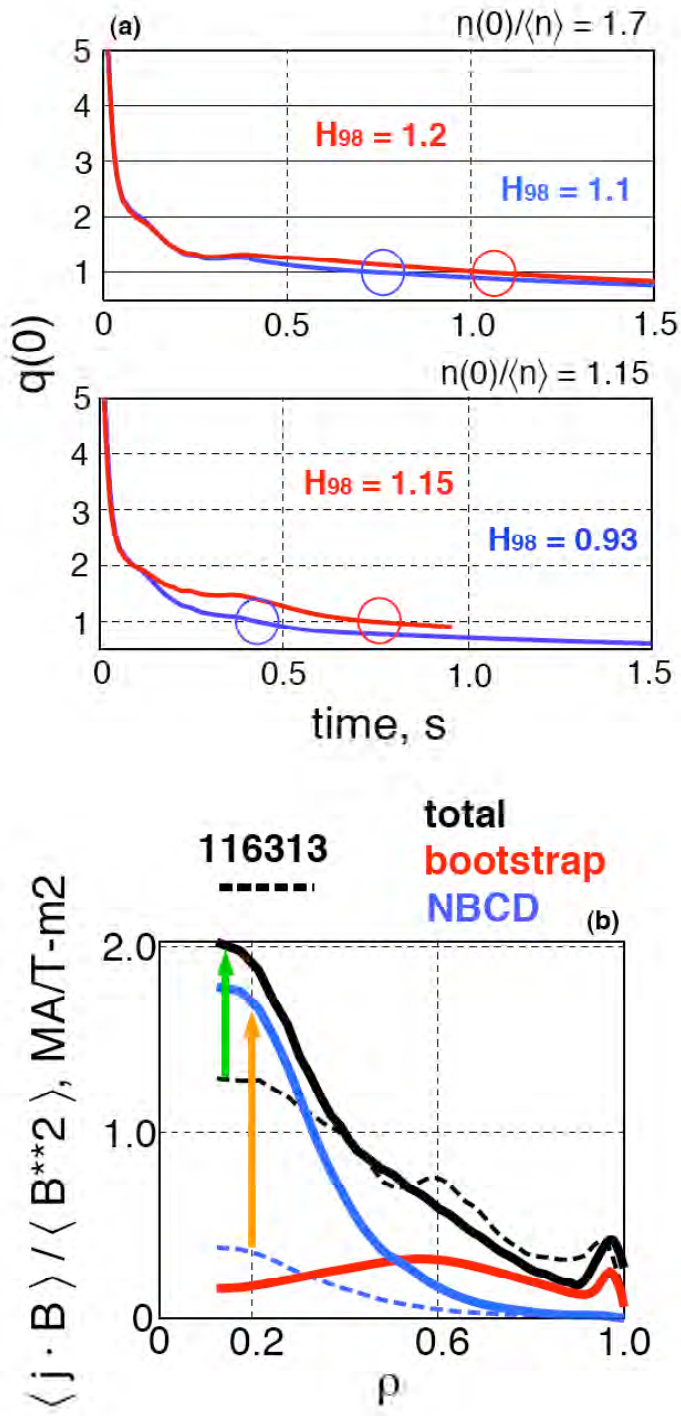 (a)
n(0)/⟨n⟩ = 1.7
5
4
3
2
1
H98 = 1.2
H98 = 1.1
0
0.5
1.0
1.5
q(0)
n(0)/⟨n⟩ = 1.15
5
4
3
2
1
H98 = 1.15
H98 = 0.93
0
0.5
1.0
1.5
time, s
total
116313
bootstrap
NBCD
(b)
⟨ j · B ⟩ / ⟨ B**2 ⟩, MA/T-m2
2.0
1.0
0
0
0.2
0.6
1.0
ρ